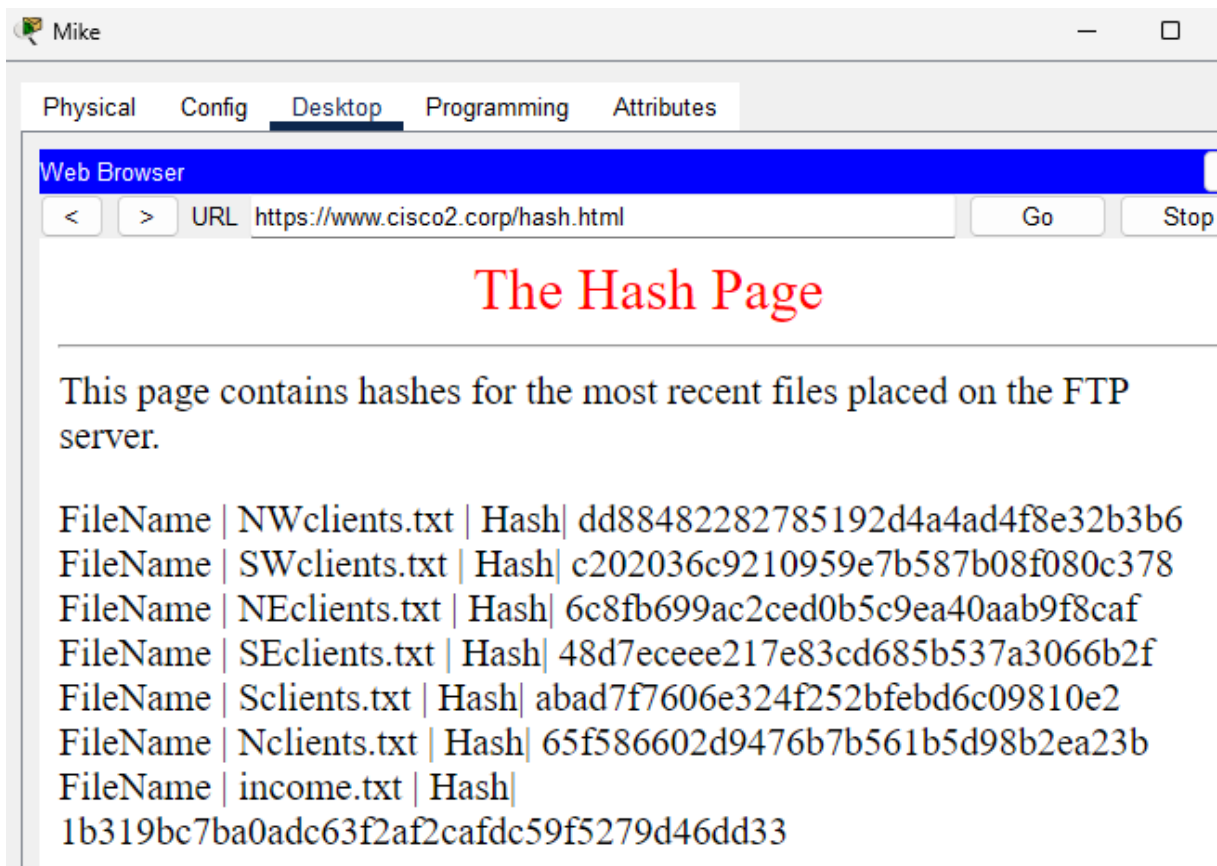 Mike
Physical Config Desktop Programming Attributes
Web Browser
< > URL https://www.cisco2.corp/hash.html Go Stop
The Hash Page
This page contains hashes for the most recent files placed on the FTP
server.
FileName | NWclients.txt | Hash| dd88482282785192d4a4ad4f8e32b3b6
FileName | SWclients.txt | Hash| c202036c9210959e7b587b08f080c378
FileName | NEclients.txt | Hash| 6c8fb699ac2ced0b5c9ea40aab9f8caf
FileName | SEclients.txt | Hash| 48d7eceee217e83cd685b537a3066b2f
FileName | Sclients.txt | Hash| abad7f7606e324f252bfebd6c09810e2
FileName | Nclients.txt | Hash| 65f586602d9476b7b561b5d98b2ea23b
FileName | income.txt | Hash|
1b319bc7ba0adc63f2af2cafdc59f5279d46dd33